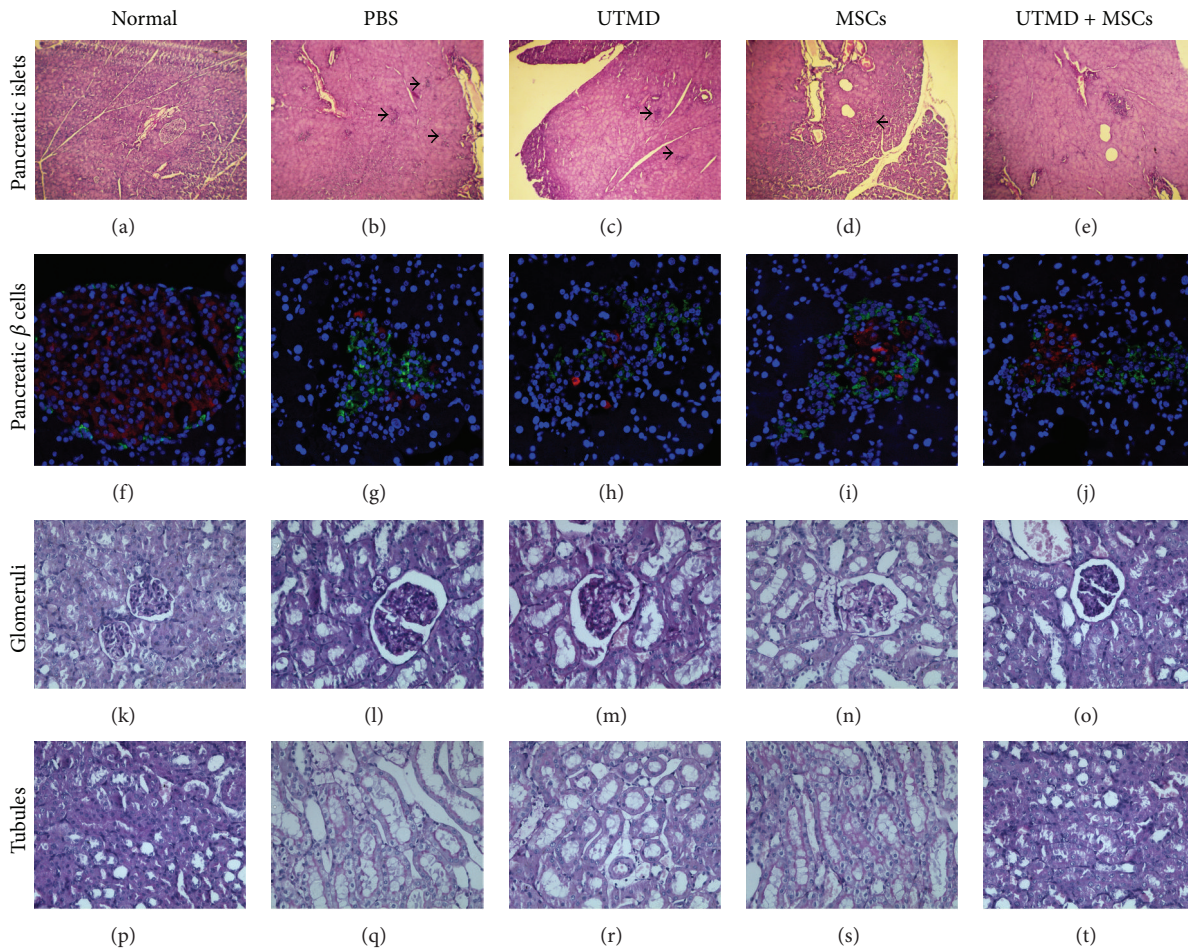 Normal PBS UTMD MSCs UTMD + MSCs
Pancreatic islets
(a) (b) (c) (d) (e)
Pancreatic β cells
(f) (g) (h) (i) (j)
Glomeruli
(k) (l) (m) (n) (o)
Tubules
(p) (q) (r) (s) (t)